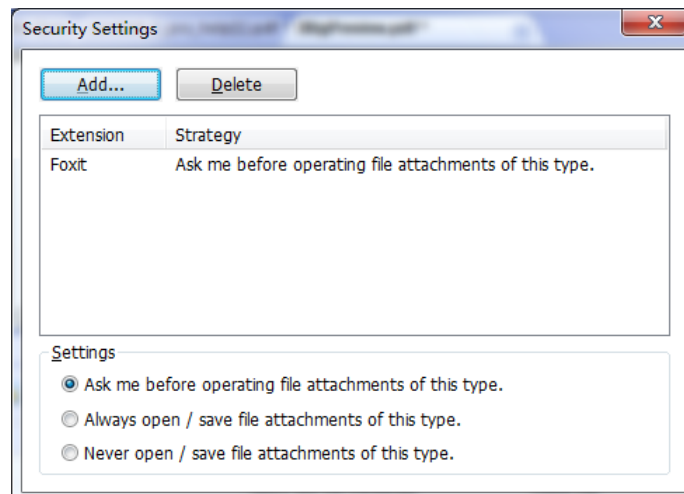 Security Settings
Add... Delete
Extension Strategy
Foxit Ask me before operating file attachments of this type.
Settings
Ask me before operating file attachments of this type.
Always open / save file attachments of this type.
Never open / save file attachments of this type.